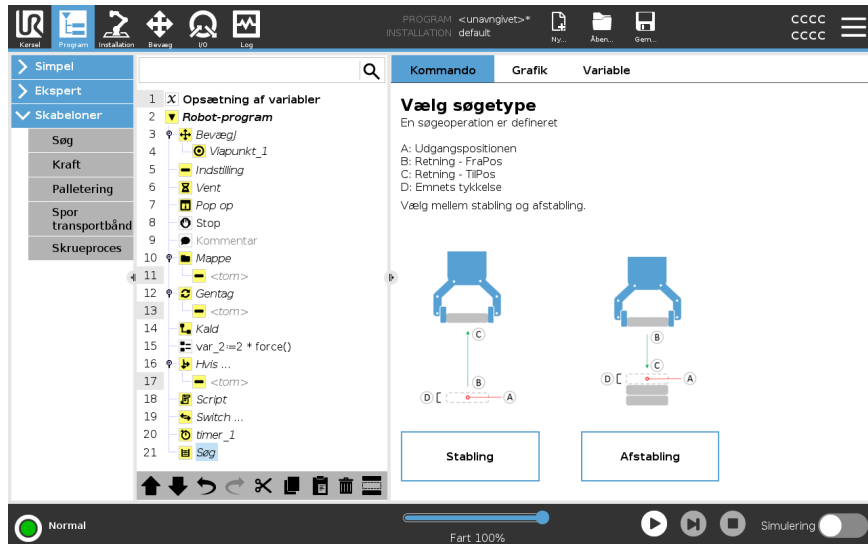 PROGRAM <unavngivet>*
INSTALLATION default
Kørsel
Program
Installation
Bevæg
I/O
Log
Ny...
Åben...
Gem...
CCCC
CCCC
Simpel
Ekspert
Skabeloner
Søg
Kraft
Palletering
Spor
transportbånd
Skrueproces
1 X Opsætning af variabler
2 Robot-program
3 BevægJ
4 Viapunkt_1
5 Indstilling
6 Vent
7 Pop op
8 Stop
9 Kommentar
10 Mappe
11 <tom>
12 Gentag
13 <tom>
14 Kald
15 var_2:=2 * force()
16 Hvis ...
17 <tom>
18 Script
19 Switch ...
20 timer_1
21 Søg
Kommando Grafik Variable
Vælg søgetype
En søgeoperation er defineret
A: Udgangspositionen
B: Retning - FraPos
C: Retning - TilPos
D: Emnets tykkelse
Vælg mellem stabling og afstabling.
C
B
D
A
B
C
D
A
Stabling
Afstabling
Normal
Fart 100%
Simulering